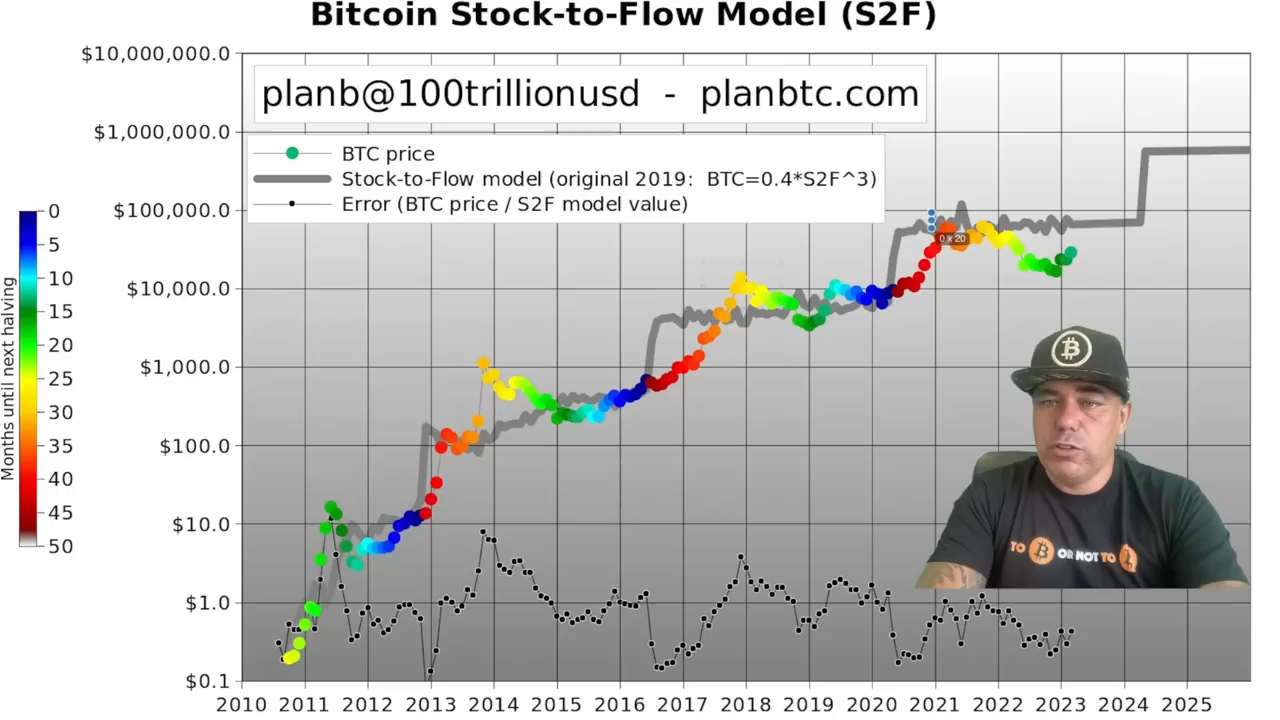 Bitcoin Stock-to-Flow Model (S2F)
$10,000,000.0
planb@100trillionusd - planbtc.com
$1,000,000.0
BTC price
Stock-to-Flow model (original 2019: BTC=0.4*S2F^3)
Error (BTC price / S2F model value)
$100,000.0
0 x 20
$10,000.0
$1,000.0
$100.0
$10.0
$1.0
$0.1
Months until next halving
0
5
10
15
20
25
30
35
40
45
50
TO B OR NOT TO
2010 2011 2012 2013 2014 2015 2016 2017 2018 2019 2020 2021 2022 2023 2024 2025